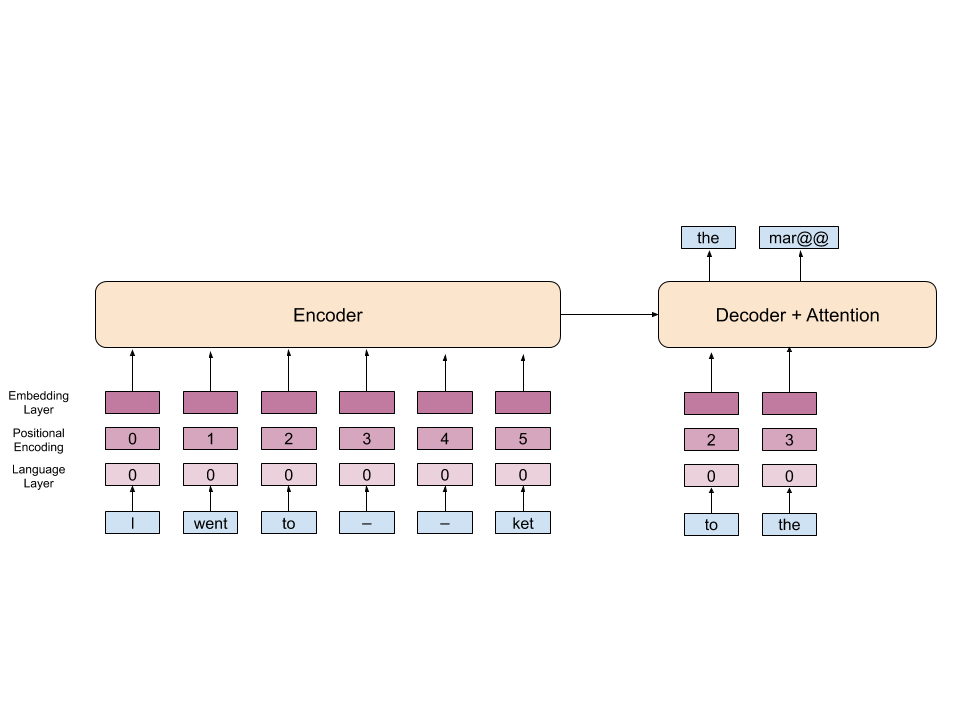 the mar@@
Encoder
Decoder + Attention
Embedding
Layer
Positional
Encoding
0 1 2 3 4 5 2 3
Language
Layer
0 0 0 0 0 0 0 0
I went to – – ket to the